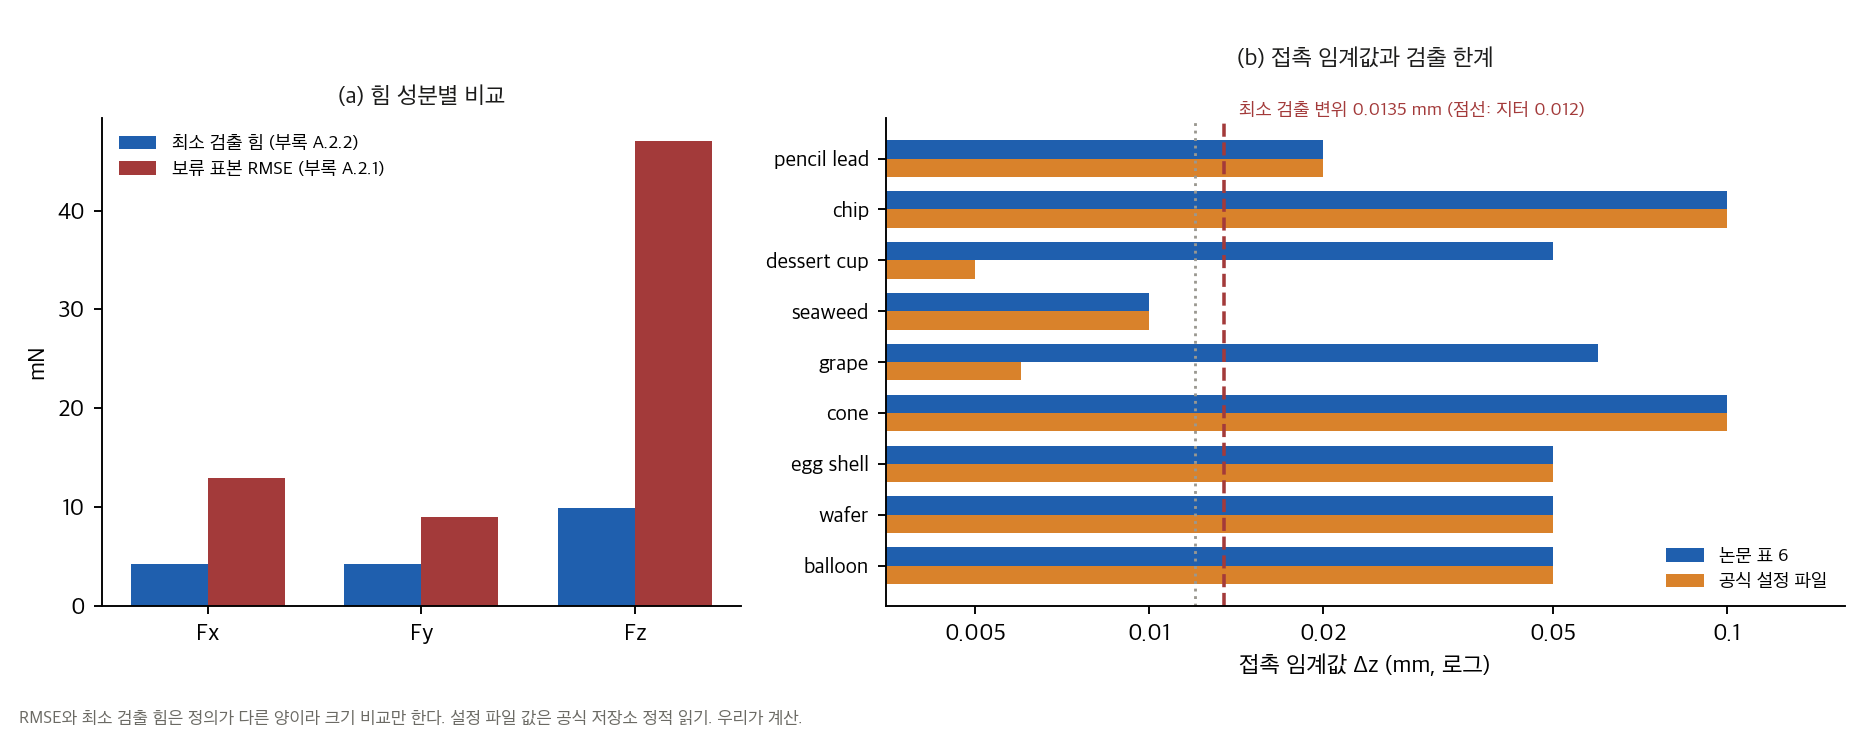 (a) 힘 성분별 비교
최소 검출 힘 (부록 A.2.2)
보류 표본 RMSE (부록 A.2.1)
mN
40
30
20
10
0
Fx
Fy
Fz
(b) 접촉 임계값과 검출 한계
최소 검출 변위 0.0135 mm (점선: 지터 0.012)
pencil lead
chip
dessert cup
seaweed
grape
cone
egg shell
wafer
balloon
논문 표 6
공식 설정 파일
0.005
0.01
0.02
0.05
0.1
접촉 임계값 Δz (mm, 로그)
RMSE와 최소 검출 힘은 정의가 다른 양이라 크기 비교만 한다. 설정 파일 값은 공식 저장소 정적 읽기. 우리가 계산.